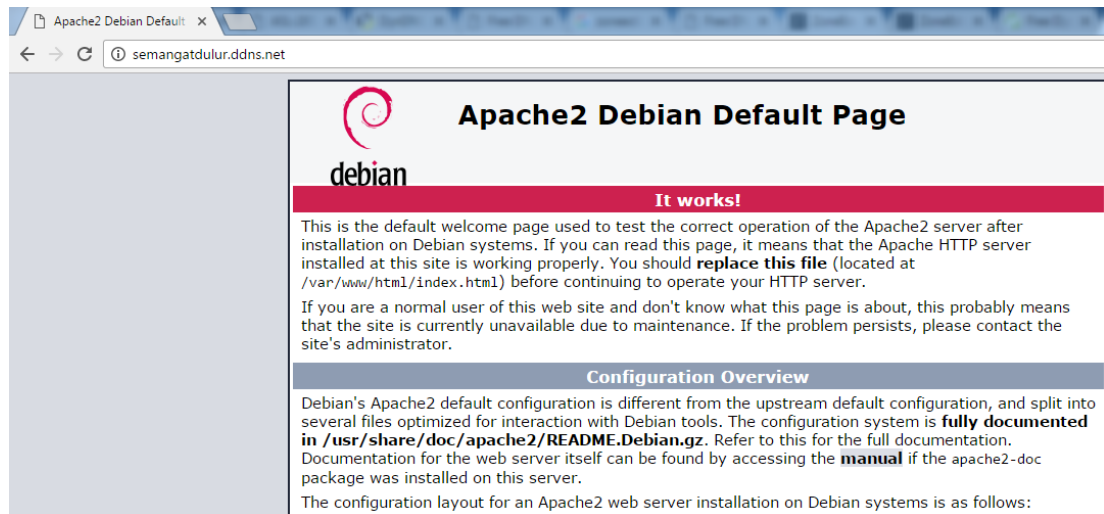 Apache2 Debian Default
semangatdulur.ddns.net
debian
Apache2 Debian Default Page
It works!
This is the default welcome page used to test the correct operation of the Apache2 server after
installation on Debian systems. If you can read this page, it means that the Apache HTTP server
installed at this site is working properly. You should replace this file (located at
/var/www/html/index.html) before continuing to operate your HTTP server.
If you are a normal user of this web site and don't know what this page is about, this probably means
that the site is currently unavailable due to maintenance. If the problem persists, please contact the
site's administrator.
Configuration Overview
Debian's Apache2 default configuration is different from the upstream default configuration, and split into
several files optimized for interaction with Debian tools. The configuration system is fully documented
in /usr/share/doc/apache2/README.Debian.gz. Refer to this for the full documentation.
Documentation for the web server itself can be found by accessing the manual if the apache2-doc
package was installed on this server.
The configuration layout for an Apache2 web server installation on Debian systems is as follows: